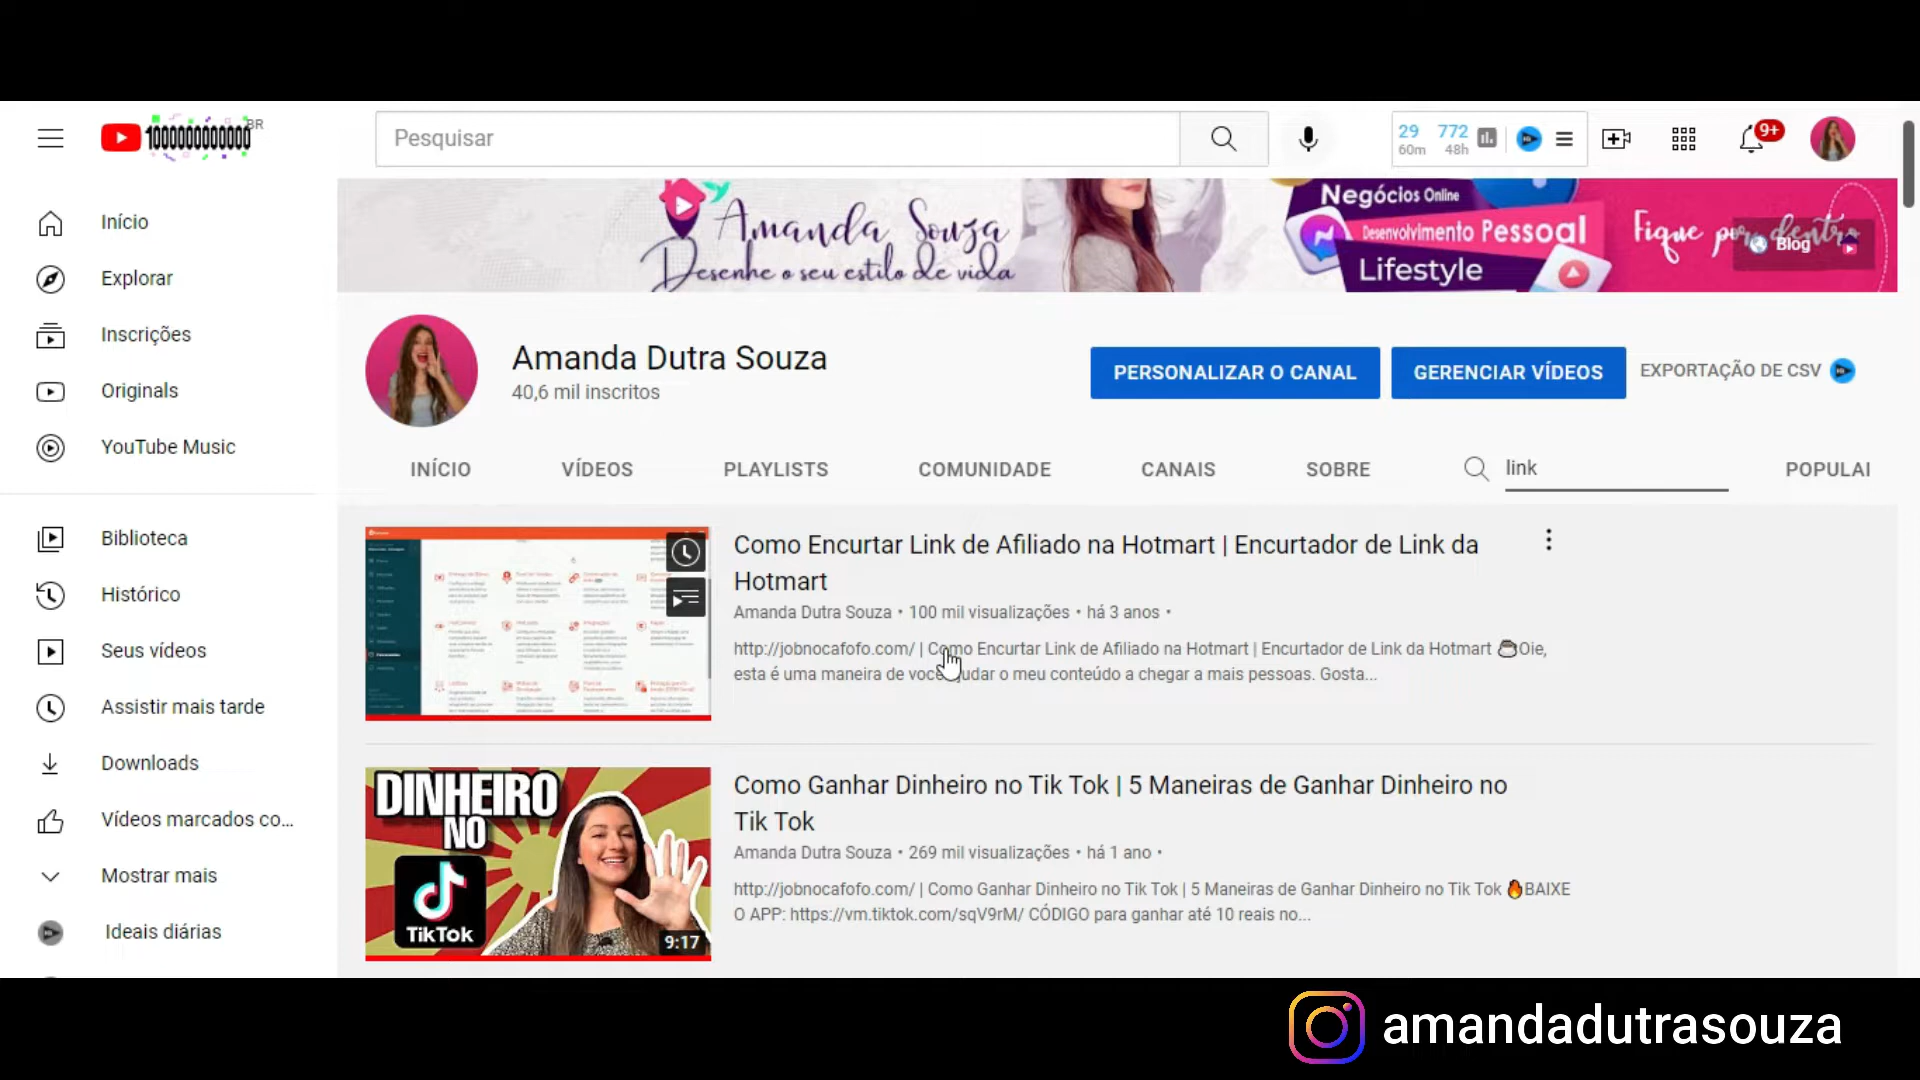 100000000000 BR
Pesquisar
29 60m
772 48h
9+
Início
Explorar
Inscrições
Originals
YouTube Music
Biblioteca
Histórico
Seus vídeos
Assistir mais tarde
Downloads
Vídeos marcados co...
Mostrar mais
Ideais diárias
Amanda Souza
Desenhe o seu estilo de vida
Negócios Online
Desenvolvimento Pessoal
Lifestyle
Fique por dentro
Blog
Amanda Dutra Souza
40,6 mil inscritos
PERSONALIZAR O CANAL
GERENCIAR VÍDEOS
EXPORTAÇÃO DE CSV
INÍCIO VÍDEOS PLAYLISTS COMUNIDADE CANAIS SOBRE link POPULAI
Como Encurtar Link de Afiliado na Hotmart | Encurtador de Link da
Hotmart
Amanda Dutra Souza • 100 mil visualizações • há 3 anos •
http://jobnocafofo.com/ | Como Encurtar Link de Afiliado na Hotmart | Encurtador de Link da Hotmart ☕Oie,
esta é uma maneira de você ajudar o meu conteúdo a chegar a mais pessoas. Gosta...
DINHEIRO
NO
TikTok
9:17
Como Ganhar Dinheiro no Tik Tok | 5 Maneiras de Ganhar Dinheiro no
Tik Tok
Amanda Dutra Souza • 269 mil visualizações • há 1 ano •
http://jobnocafofo.com/ | Como Ganhar Dinheiro no Tik Tok | 5 Maneiras de Ganhar Dinheiro no Tik Tok 🔥BAIXE
O APP: https://vm.tiktok.com/sqV9rM/ CÓDIGO para ganhar até 10 reais no...
amandadutrasouza